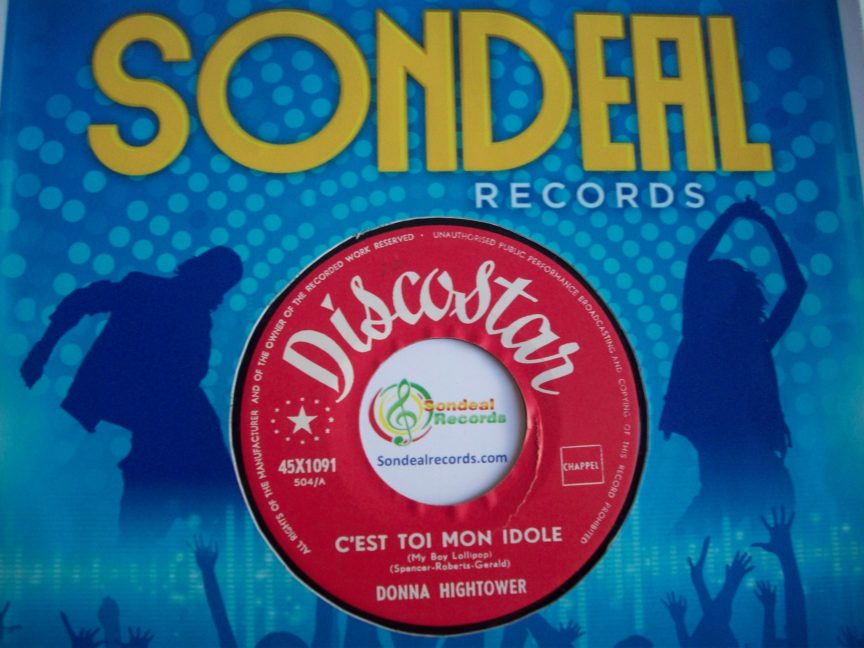 SONDEAL
RECORDS
ALL RIGHTS OF THE MANUFACTURER AND OF THE OWNER OF THE RECORDED WORK RESERVED · UNAUTHORISED PUBLIC PERFORMANCE BROADCASTING AND COPYING OF THIS RECORD PROHIBITED
Discostar
Sondeal
Records
Sondealrecords.com
45X1091
504/A
CHAPPEL
C'EST TOI MON IDOLE
(My Boy Lollipop)
(Spencer-Roberts-Gerald)
DONNA HIGHTOWER